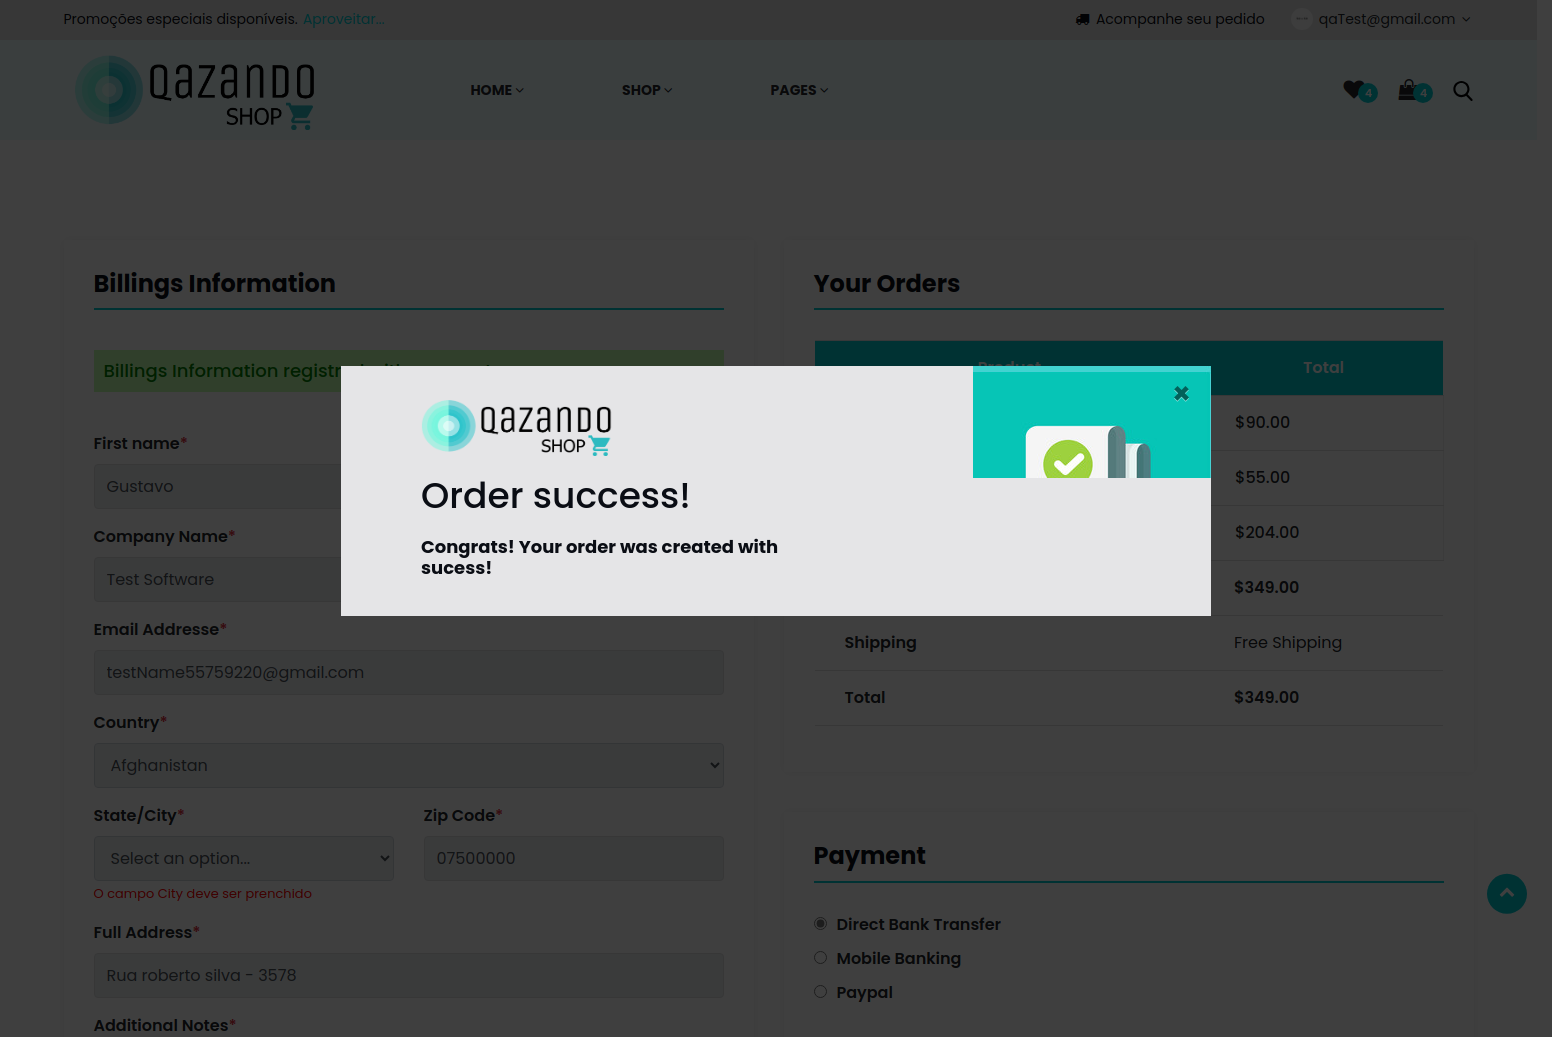 Promoções especiais disponíveis. Aproveitar...
Acompanhe seu pedido
qaTest@gmail.com
Qazando
SHOP
HOME
SHOP
PAGES
4
4
Billings Information
Billings Information
First name*
Gustavo
Company Name*
Test Software
Email Addresse*
testName55759220@gmail.com
Country*
Afghanistan
State/City*
Zip Code*
Select an option...
07500000
O campo City deve ser prenchido
Full Address*
Rua roberto silva - 3578
Additional Notes*
Qazando
SHOP
Order success!
Congrats! Your order was created with
sucess!
Your Orders
Product
Total
$90.00
$55.00
$204.00
$349.00
Shipping
Free Shipping
Total
$349.00
Payment
Direct Bank Transfer
Mobile Banking
Paypal